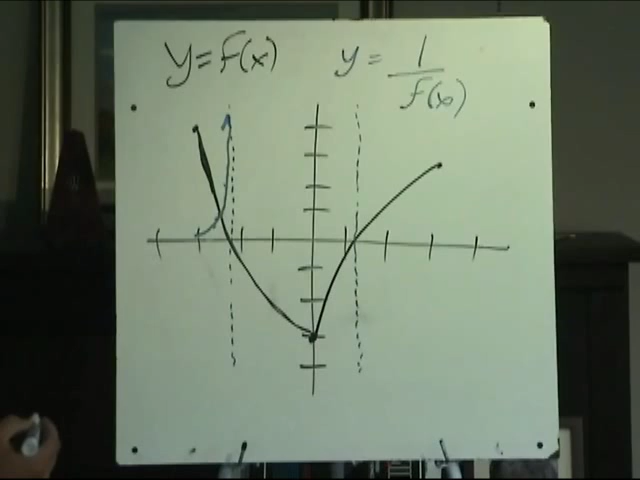 y = f(x) y = 1/f(x)